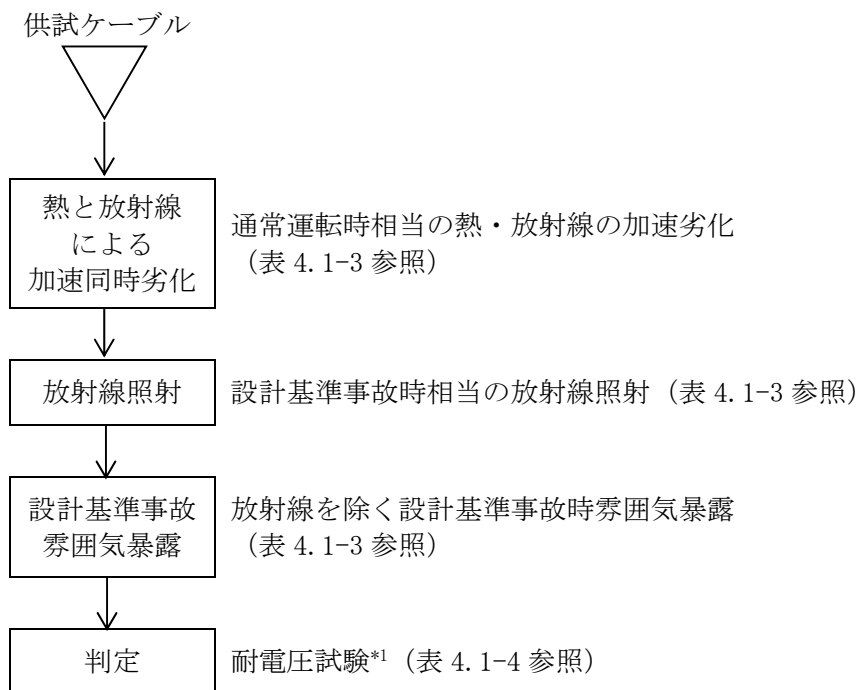 供試ケーブル
熱と放射線
による
加速同時劣化
通常運転時相当の熱・放射線の加速劣化
（表 4.1-3 参照）
放射線照射
設計基準事故時相当の放射線照射（表 4.1-3 参照）
設計基準事故
雰囲気暴露
放射線を除く設計基準事故時雰囲気暴露
（表 4.1-3 参照）
判定
耐電圧試験*1（表 4.1-4 参照）